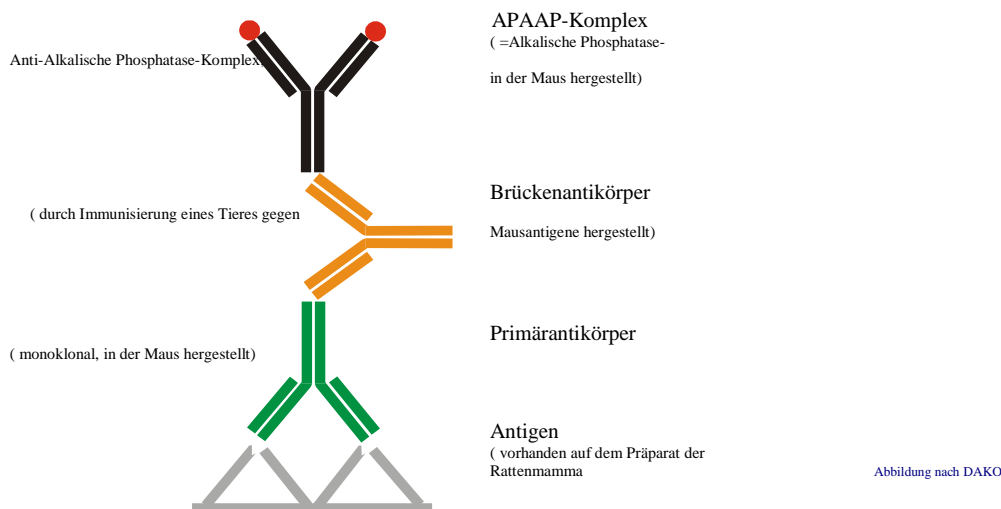 APAAP-Komplex
( =Alkalische Phosphatase-
Anti-Alkalische Phosphatase-Komplex,
in der Maus hergestellt)
Brückenantikörper
( durch Immunisierung eines Tieres gegen
Mausantigene hergestellt)
Primärantikörper
( monoklonal, in der Maus hergestellt)
Antigen
( vorhanden auf dem Präparat der
Rattenmamma
Abbildung nach DAKO